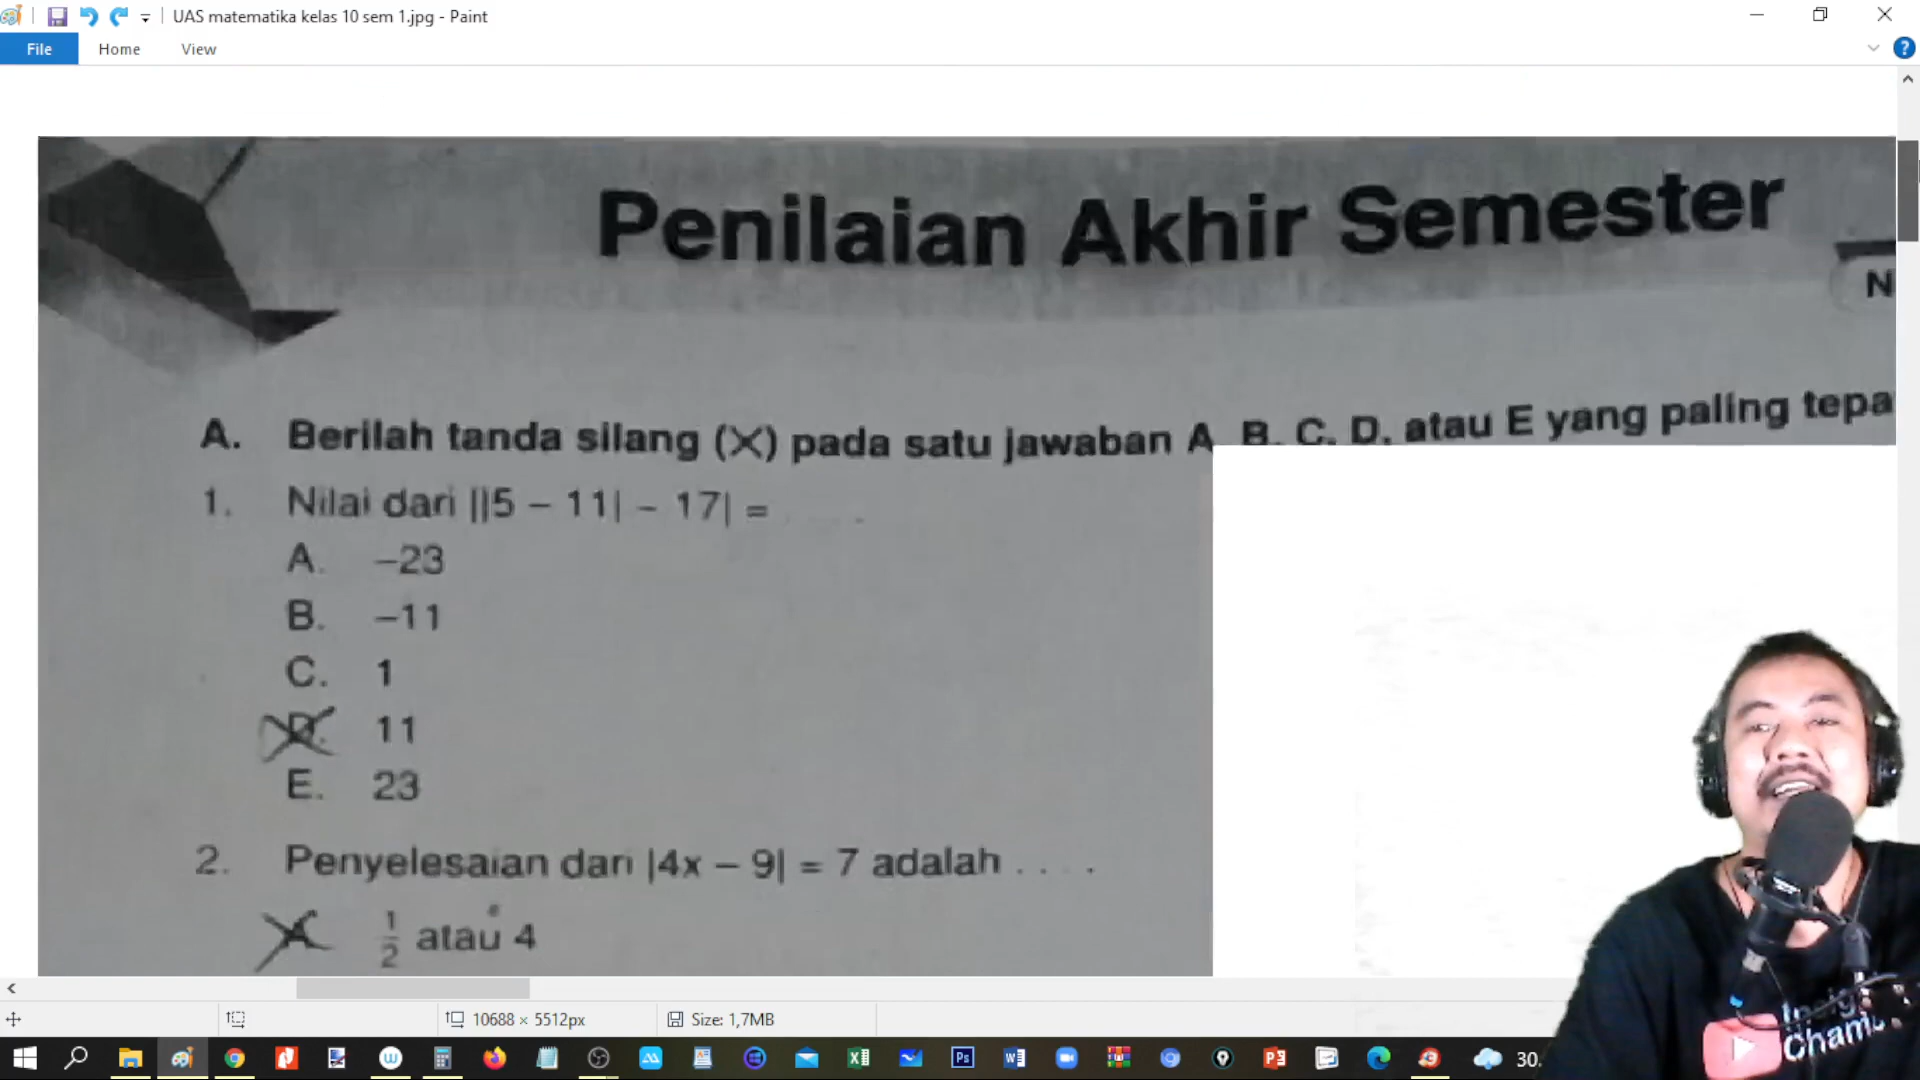 UAS matematika kelas 10 sem 1.jpg - Paint
File Home View
Penilaian Akhir Semester
N
A. Berilah tanda silang (X) pada satu jawaban A, B, C, D, atau E yang paling tepa
1. Nilai dari ||5 – 11| – 17| =
A. –23
B. –11
C. 1
D. 11
E. 23
2. Penyelesaian dari |4x – 9| = 7 adalah . . . .
A 1/2 atau 4
10688 × 5512px Size: 1,7MB
30.